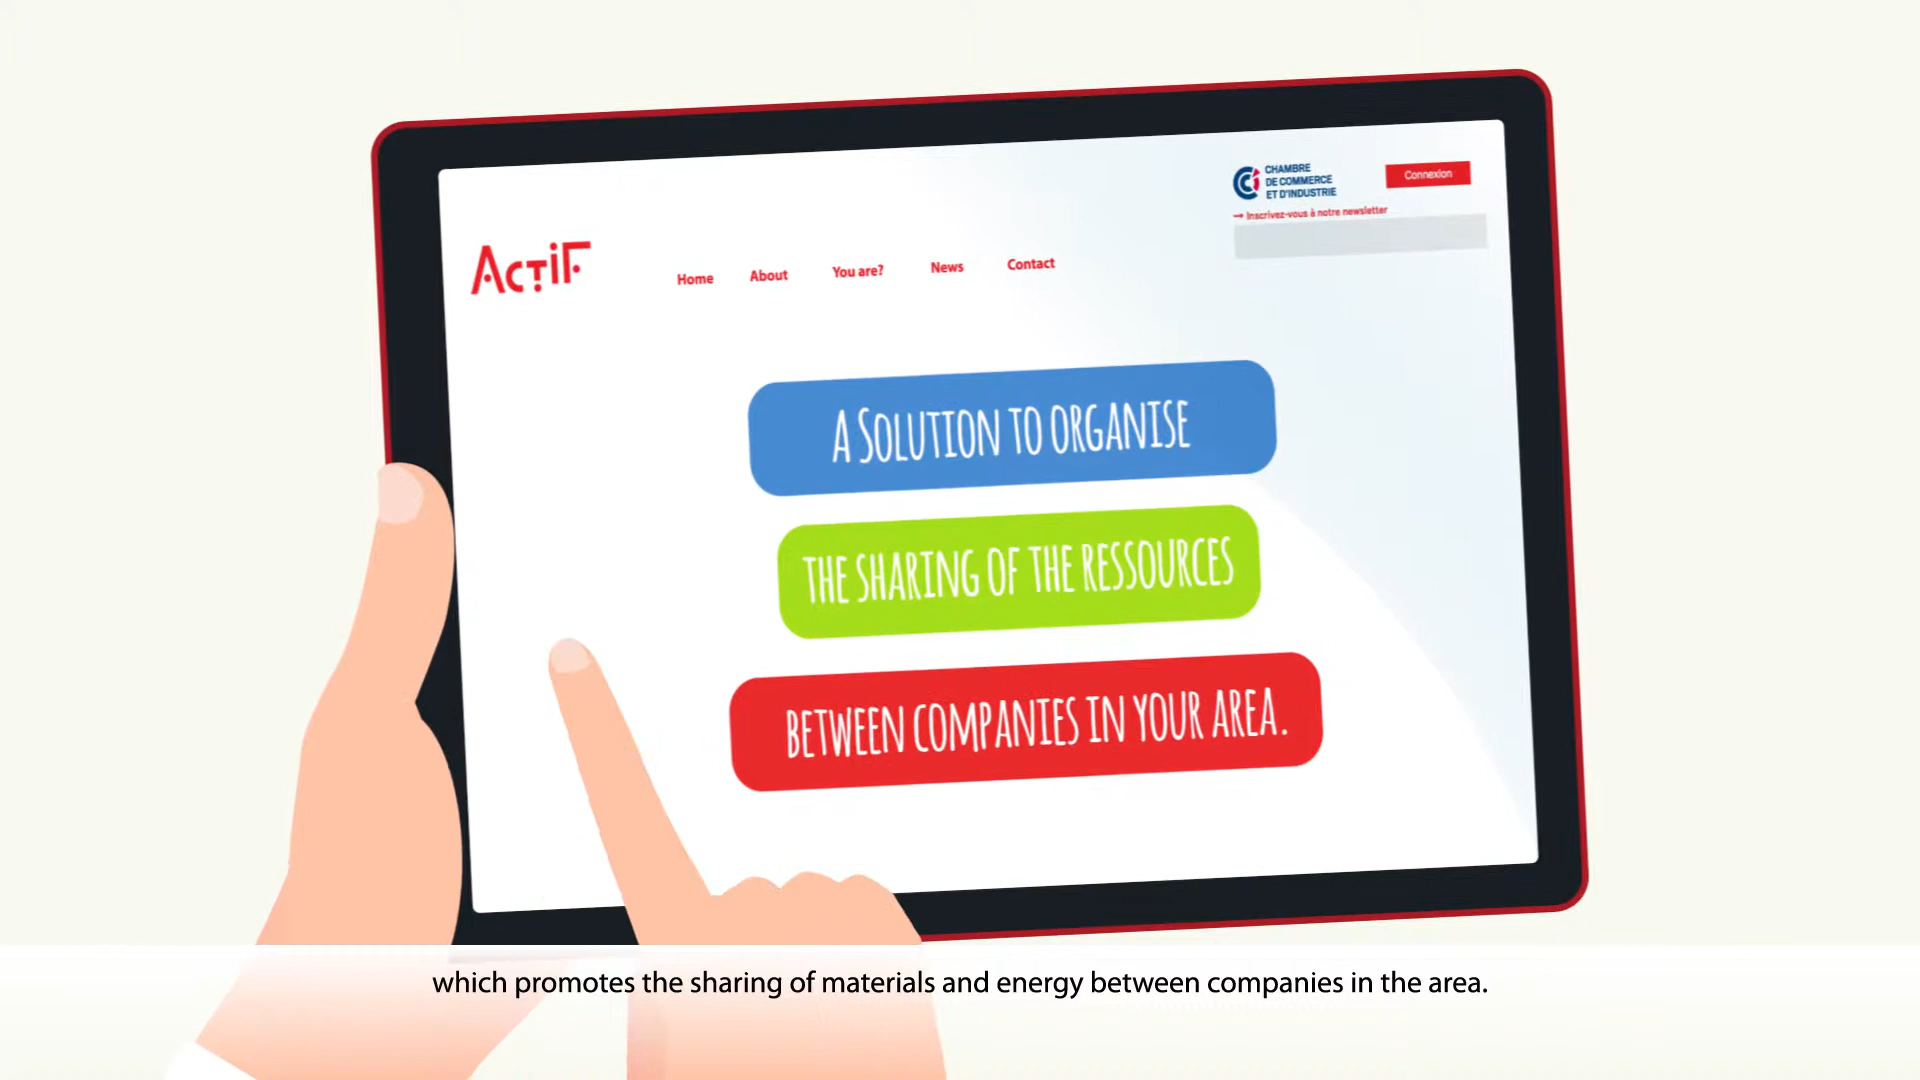 CHAMBRE
DE COMMERCE
ET D'INDUSTRIE
Connexion
→ Inscrivez-vous à notre newsletter
ACTIF
Home About You are? News Contact
A SOLUTION TO ORGANISE
THE SHARING OF THE RESSOURCES
BETWEEN COMPANIES IN YOUR AREA.
which promotes the sharing of materials and energy between companies in the area.